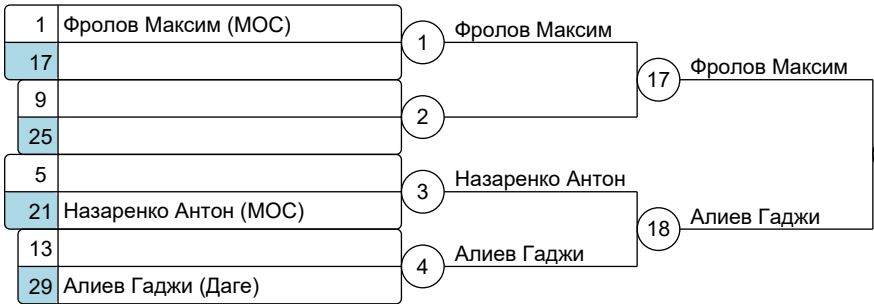 1 Фролов Максим (МОС)
17
9
25
5
21 Назаренко Антон (МОС)
13
29 Алиев Гаджи (Даге)
1 Фролов Максим
2
3 Назаренко Антон
4 Алиев Гаджи
17 Фролов Максим
18 Алиев Гаджи